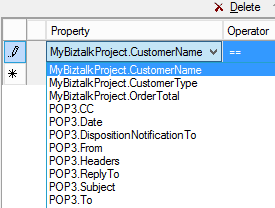 Delete
Property Operator
MyBiztalkProject.CustomerName ==
MyBiztalkProject.CustomerName
MyBiztalkProject.CustomerType
MyBiztalkProject.OrderTotal
POP3.CC
POP3.Date
POP3.DispositionNotificationTo
POP3.From
POP3.Headers
POP3.ReplyTo
POP3.Subject
POP3.To